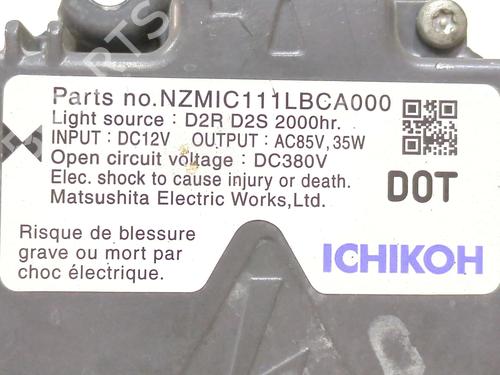 Parts no.NZMIC111LBCA000
Light source : D2R D2S 2000hr.
INPUT : DC12V OUTPUT : AC85V, 35W
Open circuit voltage : DC380V
Elec. shock to cause injury or death.
Matsushita Electric Works,Ltd.
DOT
Risque de blessure
grave ou mort par
choc électrique.
ICHIKOH